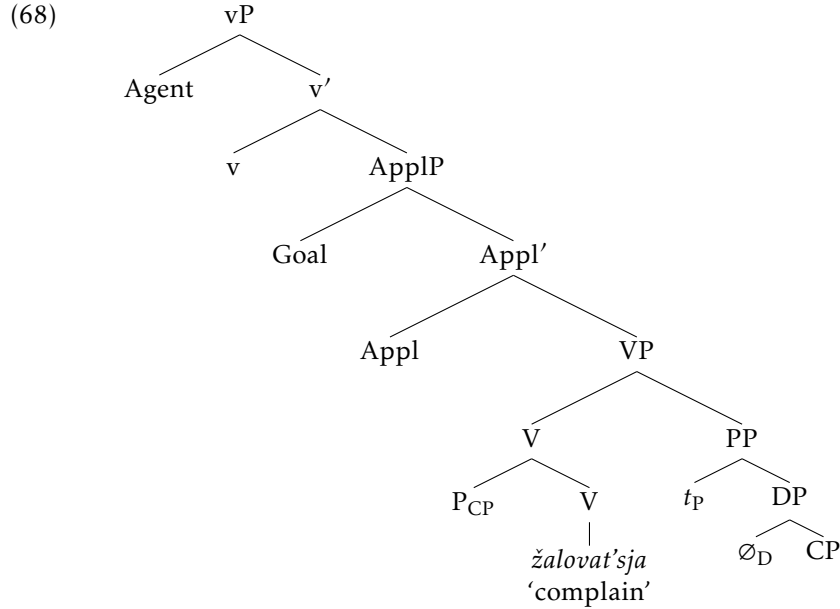 (68) vP
Agent v′
v ApplP
Goal Appl′
Appl VP
V PP
P_CP V t_P DP
žalovat'sja ∅_D CP
‘complain’